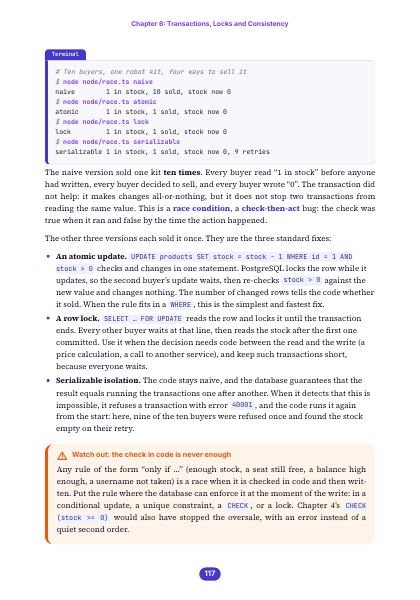 Chapter 6: Transactions, Locks and Consistency
Terminal
# Ten buyers, one robot kit, four ways to sell it
$ node node/race.ts naive
naive 1 in stock, 10 sold, stock now 0
$ node node/race.ts atomic
atomic 1 in stock, 1 sold, stock now 0
$ node node/race.ts lock
lock 1 in stock, 1 sold, stock now 0
$ node node/race.ts serializable
serializable 1 in stock, 1 sold, stock now 0, 9 retries
The naive version sold one kit ten times. Every buyer read “1 in stock” before anyone
had written, every buyer decided to sell, and every buyer wrote “0”. The transaction did
not help: it makes changes all-or-nothing, but it does not stop two transactions from
reading the same value. This is a race condition, a check-then-act bug: the check was
true when it ran and false by the time the action happened.
The other three versions each sold it once. They are the three standard fixes:
• An atomic update. UPDATE products SET stock = stock - 1 WHERE id = 1 AND
stock > 0 checks and changes in one statement. PostgreSQL locks the row while it
updates, so the second buyer’s update waits, then re-checks stock > 0 against the
new value and changes nothing. The number of changed rows tells the code whether
it sold. When the rule fits in a WHERE, this is the simplest and fastest fix.
• A row lock. SELECT … FOR UPDATE reads the row and locks it until the transaction
ends. Every other buyer waits at that line, then reads the stock after the first one
committed. Use it when the decision needs code between the read and the write (a
price calculation, a call to another service), and keep such transactions short,
because everyone waits.
• Serializable isolation. The code stays naive, and the database guarantees that the
result equals running the transactions one after another. When it detects that this is
impossible, it refuses a transaction with error 40001, and the code runs it again
from the start: here, nine of the ten buyers were refused once and found the stock
empty on their retry.
Watch out: the check in code is never enough
Any rule of the form “only if …” (enough stock, a seat still free, a balance high
enough, a username not taken) is a race when it is checked in code and then writ-
ten. Put the rule where the database can enforce it at the moment of the write: in a
conditional update, a unique constraint, a CHECK, or a lock. Chapter 4’s CHECK
(stock >= 0) would also have stopped the oversale, with an error instead of a
quiet second order.
117